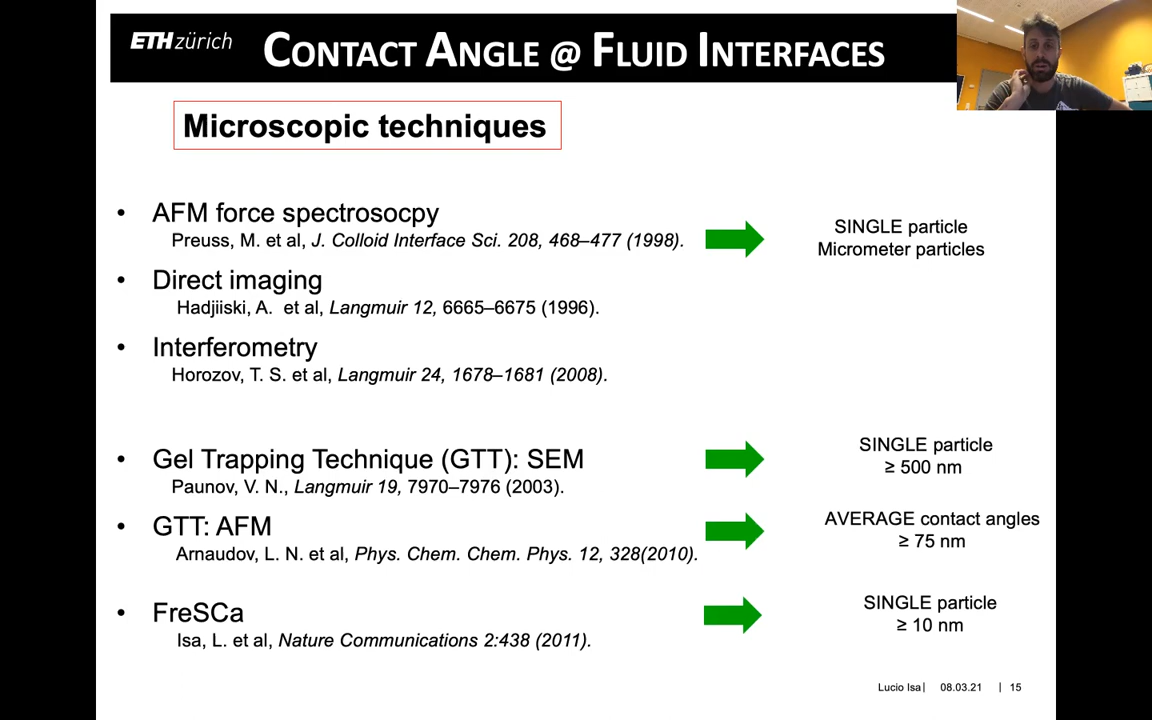 ETH zürich
CONTACT ANGLE @ FLUID INTERFACES
Microscopic techniques
• AFM force spectrosocpy
Preuss, M. et al, J. Colloid Interface Sci. 208, 468–477 (1998).
SINGLE particle
Micrometer particles
• Direct imaging
Hadjiiski, A. et al, Langmuir 12, 6665–6675 (1996).
• Interferometry
Horozov, T. S. et al, Langmuir 24, 1678–1681 (2008).
• Gel Trapping Technique (GTT): SEM
Paunov, V. N., Langmuir 19, 7970–7976 (2003).
SINGLE particle
≥ 500 nm
• GTT: AFM
Arnaudov, L. N. et al, Phys. Chem. Chem. Phys. 12, 328(2010).
AVERAGE contact angles
≥ 75 nm
• FreSCa
Isa, L. et al, Nature Communications 2:438 (2011).
SINGLE particle
≥ 10 nm
Lucio Isa | 08.03.21 | 15